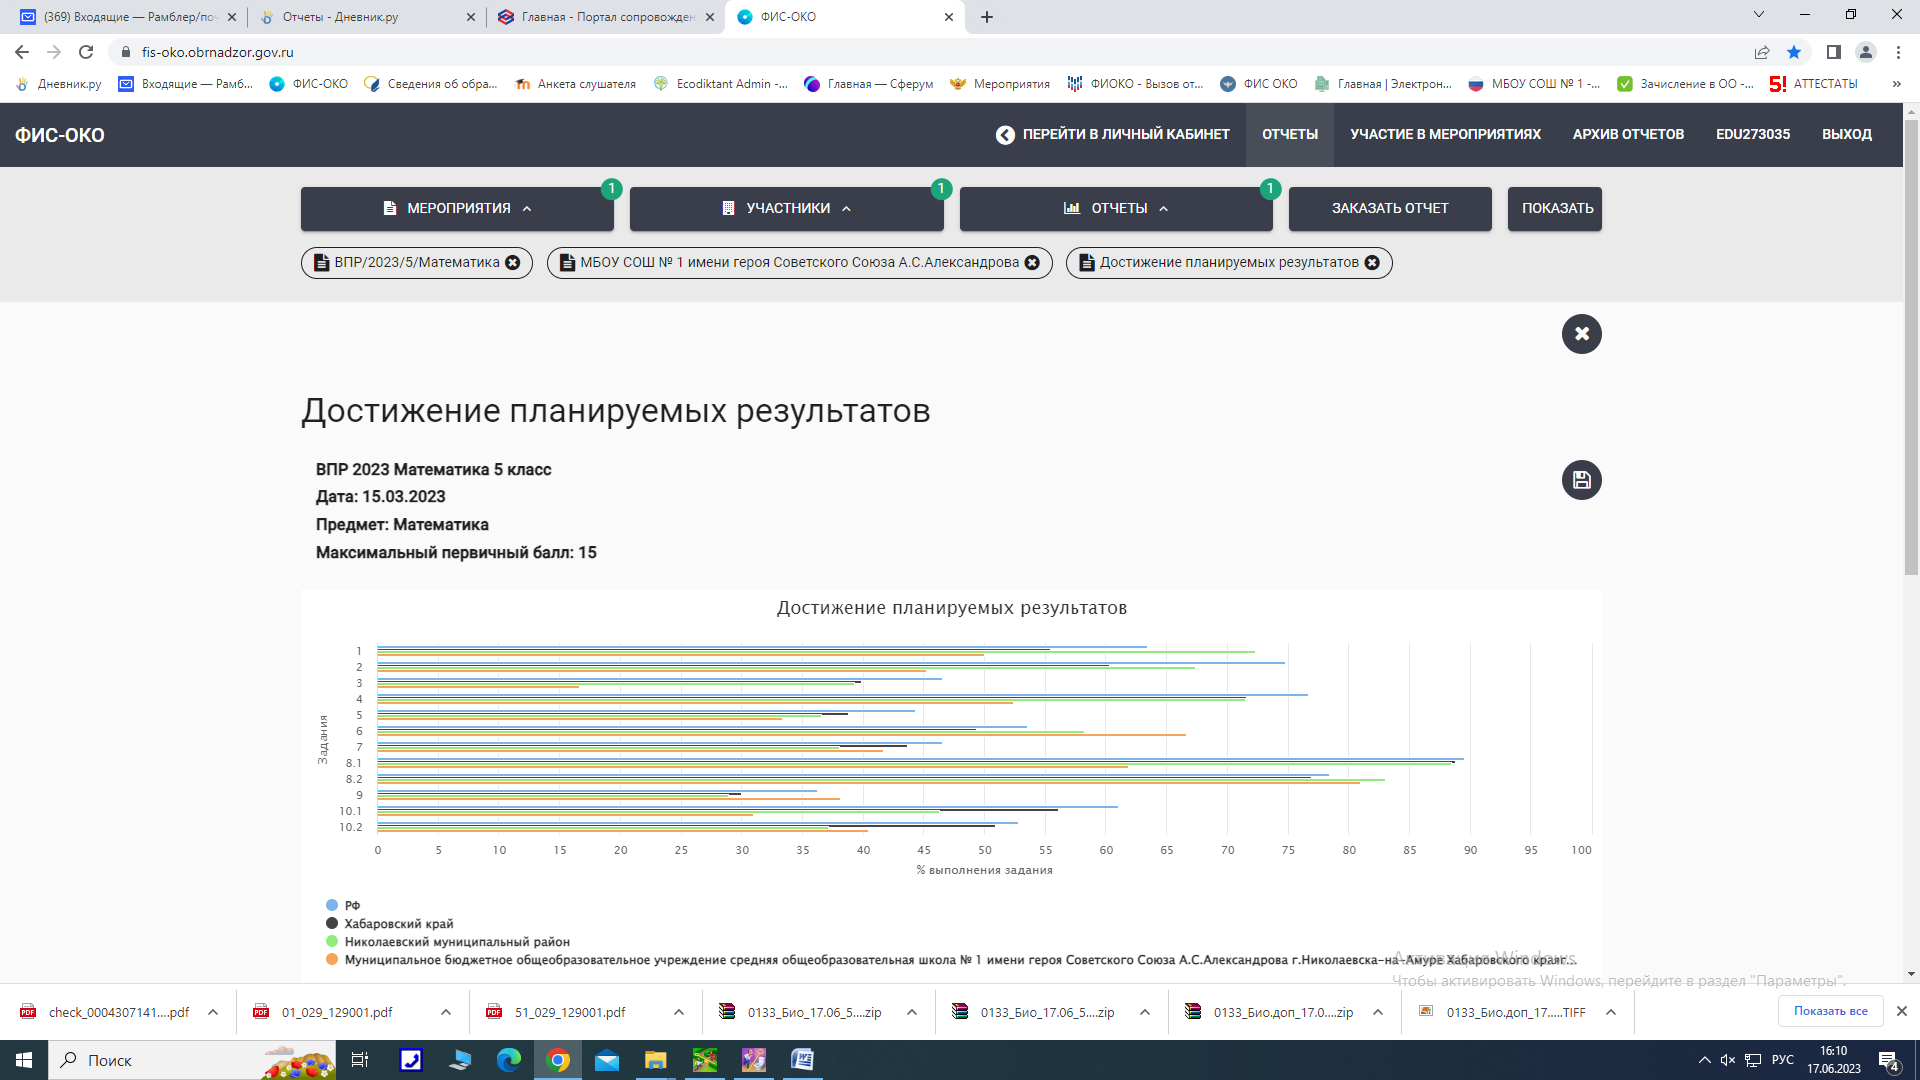 (369) Входящие — Рамблер/по
Отчеты - Дневник.ру
Главная - Портал сопровожден
ФИС-ОКО
fis-oko.obrnadzor.gov.ru
Дневник.ру
Входящие — Рамб...
ФИС-ОКО
Сведения об обра...
Анкета слушателя
Ecodiktant Admin -...
Главная — Сферум
Мероприятия
ФИОКО - Вызов от...
ФИС ОКО
Главная | Электрон...
МБОУ СОШ № 1 -...
Зачисление в ОО -...
5! АТТЕСТАТЫ
»
ФИС-ОКО
ПЕРЕЙТИ В ЛИЧНЫЙ КАБИНЕТ
ОТЧЕТЫ
УЧАСТИЕ В МЕРОПРИЯТИЯХ
АРХИВ ОТЧЕТОВ
EDU273035
ВЫХОД
МЕРОПРИЯТИЯ 1
УЧАСТНИКИ 1
ОТЧЕТЫ 1
ЗАКАЗАТЬ ОТЧЕТ
ПОКАЗАТЬ
ВПР/2023/5/Математика
МБОУ СОШ № 1 имени героя Советского Союза А.С.Александрова
Достижение планируемых результатов
Достижение планируемых результатов
ВПР 2023 Математика 5 класс
Дата: 15.03.2023
Предмет: Математика
Максимальный первичный балл: 15
Достижение планируемых результатов
Задания
1
2
3
4
5
6
7
8.1
8.2
9
10.1
10.2
0 5 10 15 20 25 30 35 40 45 50 55 60 65 70 75 80 85 90 95 100
% выполнения задания
РФ
Хабаровский край
Николаевский муниципальный район
Муниципальное бюджетное общеобразовательное учреждение средняя общеобразовательная школа № 1 имени героя Советского Союза А.С.Александрова г.Николаевска-на-Амуре Хабаровского края...
Активация Windows
Чтобы активировать Windows, перейдите в раздел "Параметры".
check_0004307141....pdf
01_029_129001.pdf
51_029_129001.pdf
0133_Био_17.06_5....zip
0133_Био_17.06_5....zip
0133_Био.доп_17.0....zip
0133_Био.доп_17.....TIFF
Показать все
Поиск
РУС
16:10
17.06.2023
4